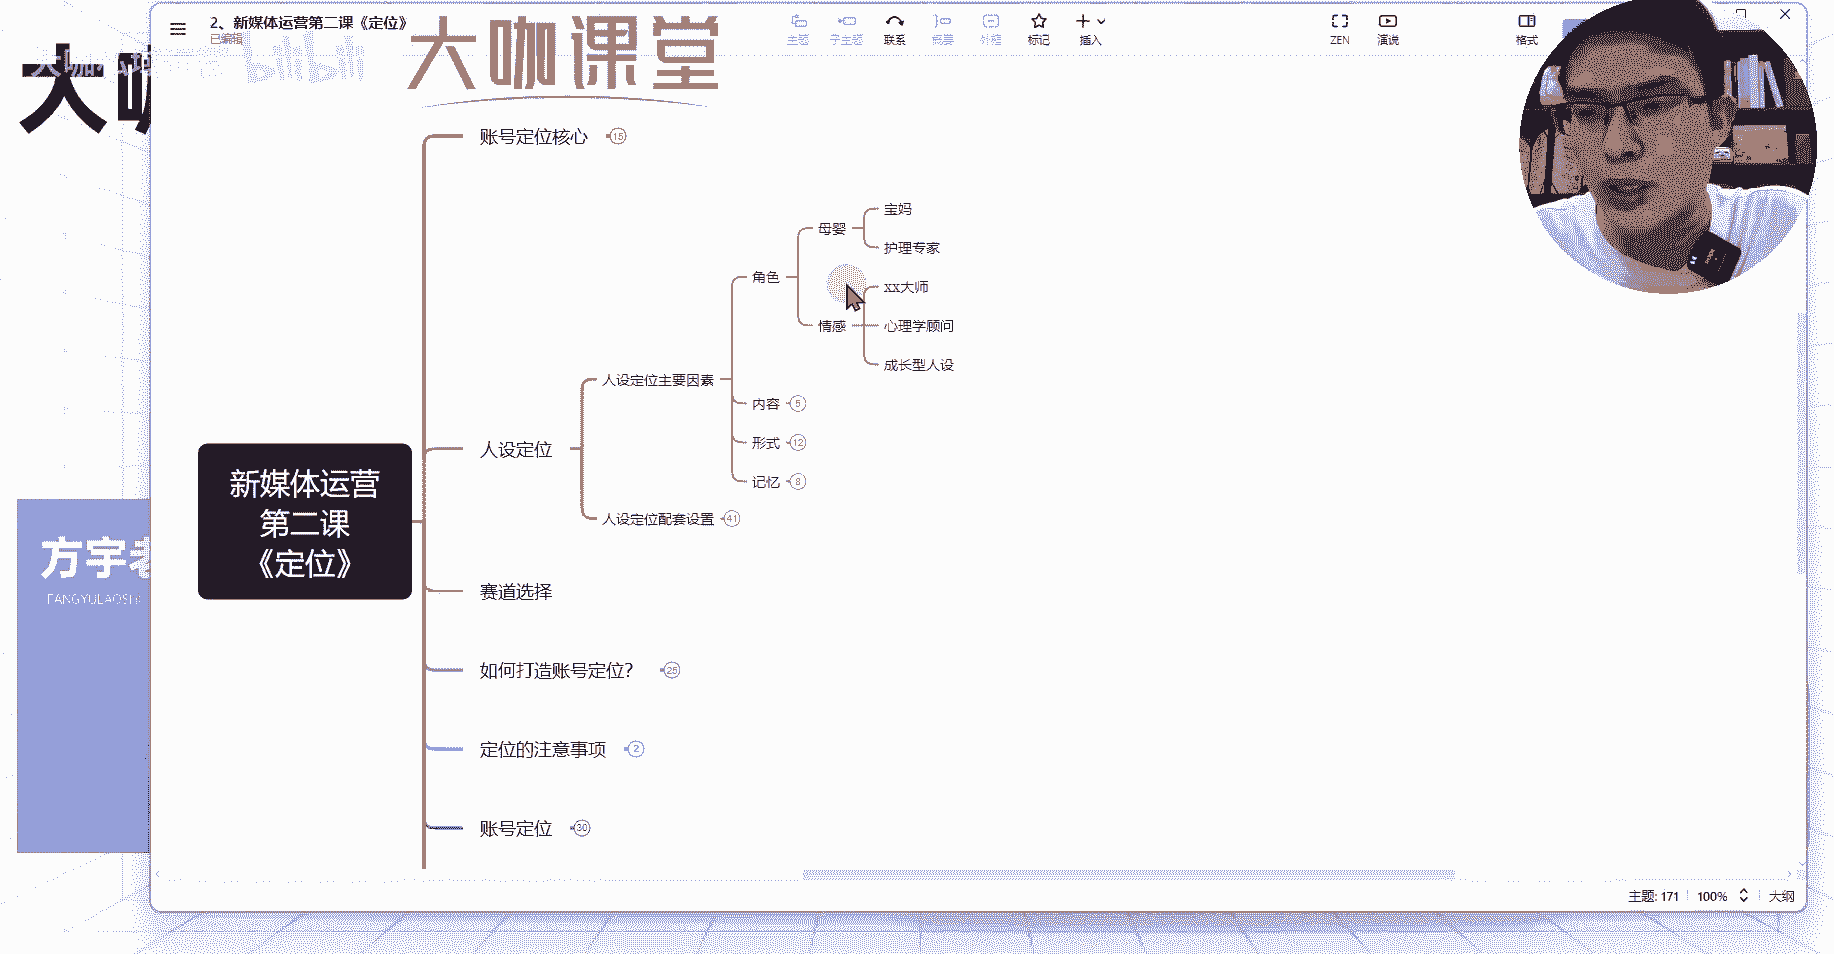 2、新媒体运营第二课《定位》
已编辑
主题
子主题
联系
概要
外框
标记
插入
ZEN
演说
格式
大咖
bilibili
大咖课堂
账号定位核心 15
宝妈
母婴
护理专家
角色
xx大师
情感
心理学顾问
成长型人设
人设定位主要因素
内容 5
形式 12
人设定位
记忆 8
人设定位配套设置 41
新媒体运营
第二课
《定位》
赛道选择
如何打造账号定位? 25
定位的注意事项 2
账号定位 30
方宇老
FANGYULAOSHI
主题: 171
100%
大纲